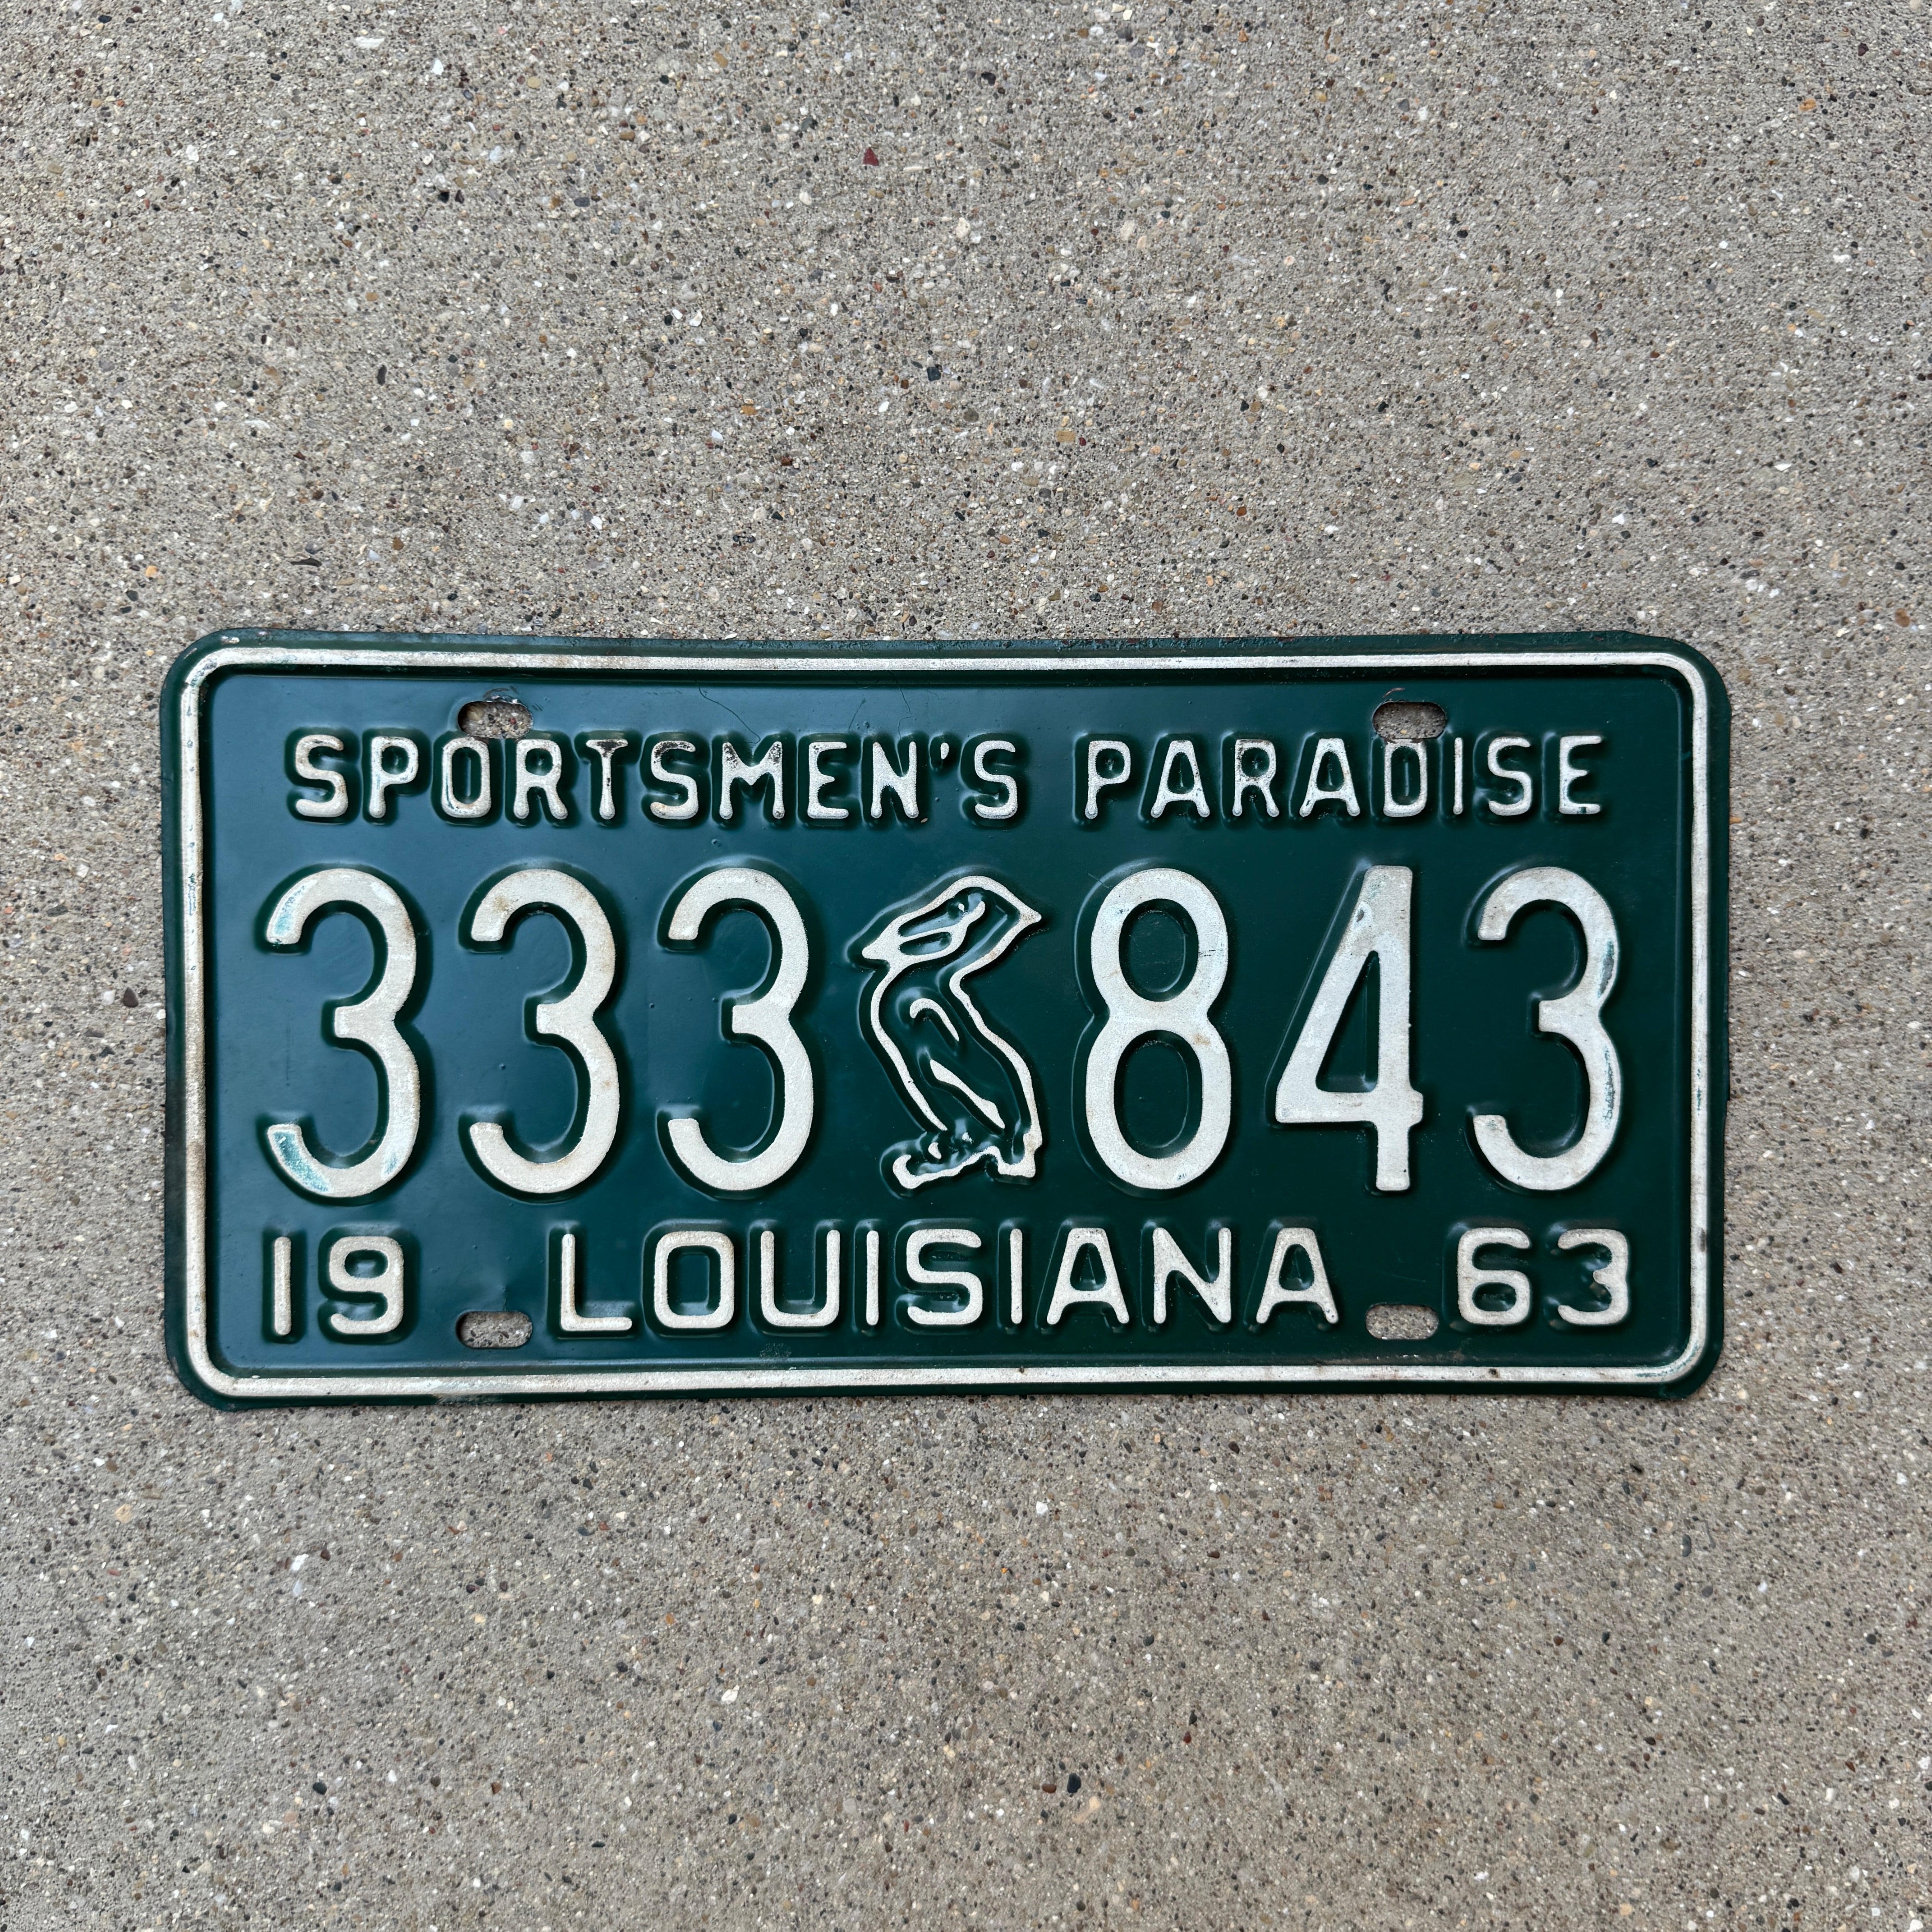 SPORTSMEN'S PARADISE
333 843
19 LOUISIANA 63